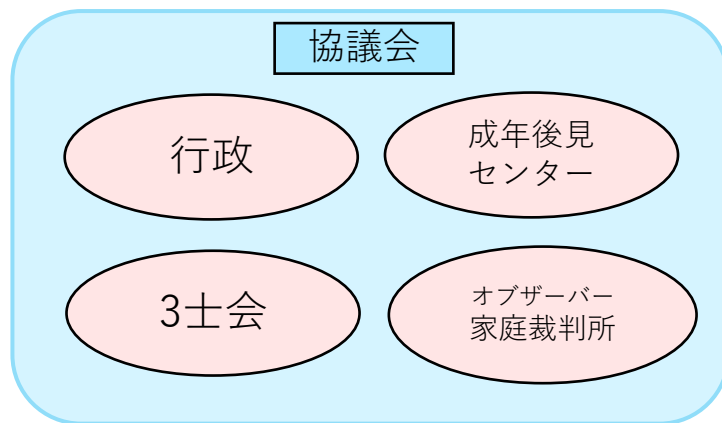 協議会
行政
成年後見
センター
3士会
オブザーバー
家庭裁判所